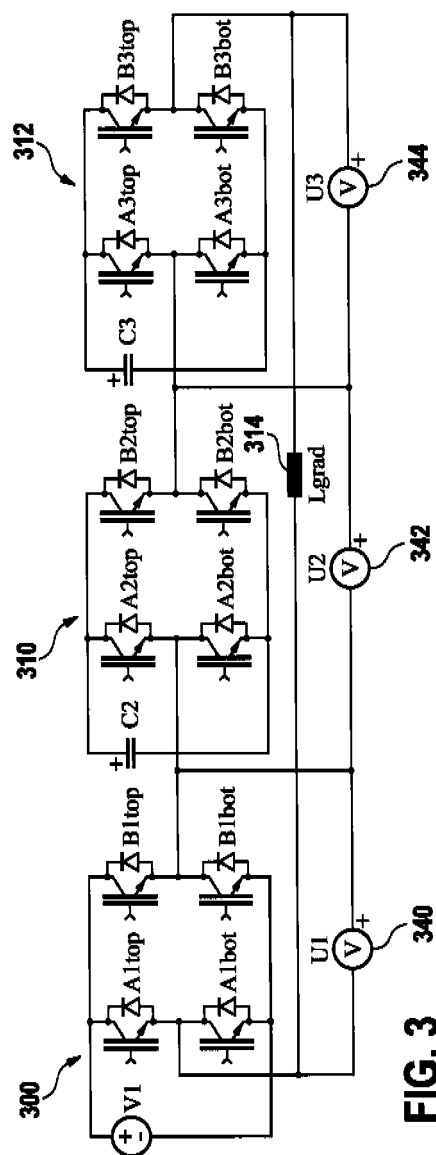 300
310
312
V1
A1top
B1top
A1bot
B1bot
+
C2
A2top
B2top
A2bot
B2bot
+
C3
A3top
B3top
A3bot
B3bot
314
Lgrad
U1
V
+
340
U2
V
+
342
U3
V
+
344
FIG. 3